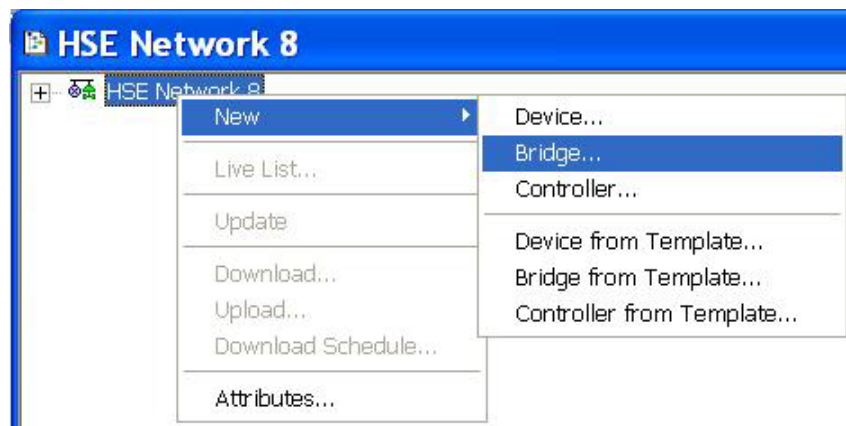 HSE Network 8
HSE Network 8
New
Live List...
Update
Download...
Upload...
Download Schedule...
Attributes...
Device...
Bridge...
Controller...
Device from Template...
Bridge from Template...
Controller from Template...